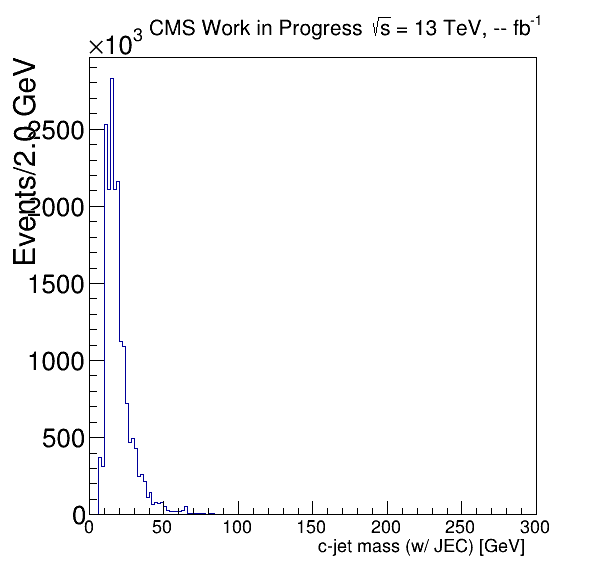 ×10³ CMS Work in Progress √s = 13 TeV, -- fb⁻¹
Events/2.0 GeV
2500
2000
1500
1000
500
0
0 50 100 150 200 250 300
c-jet mass (w/ JEC) [GeV]